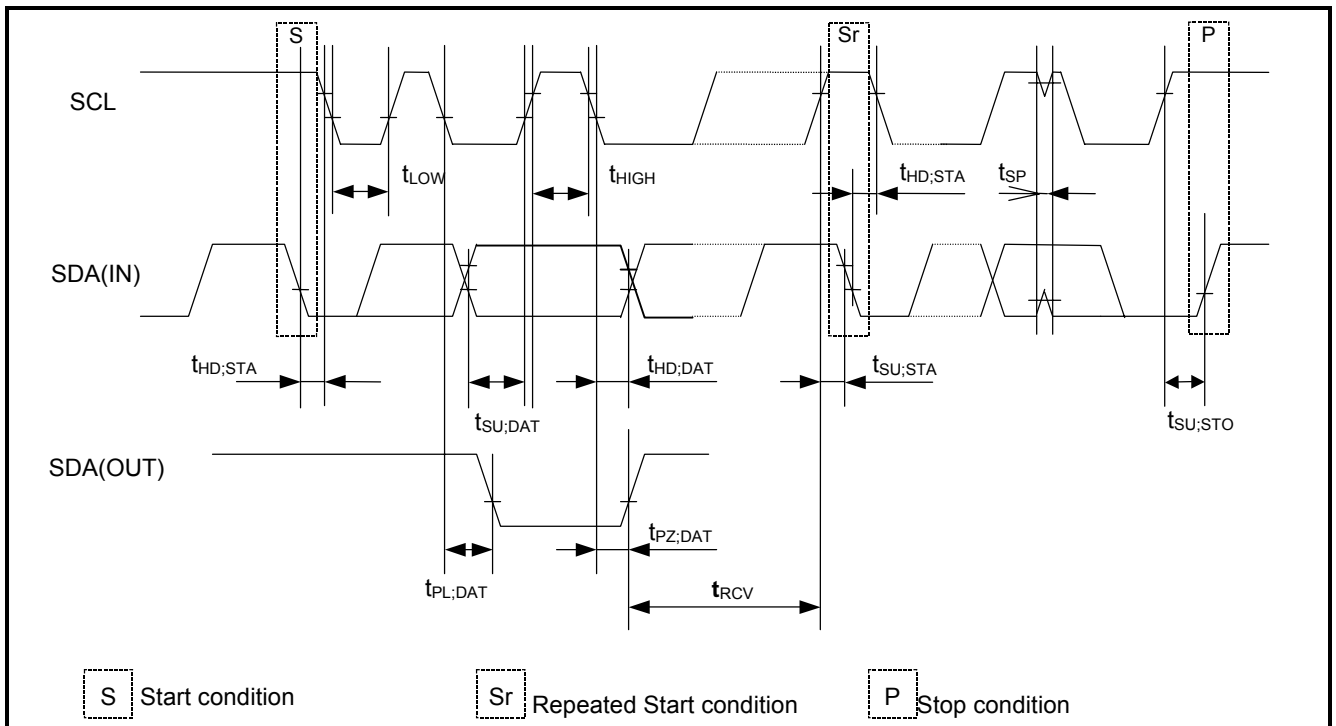 S Sr P
SCL
tLOW tHIGH tHD;STA tSP
SDA(IN)
tHD;STA tHD;DAT tSU;STA
tSU;DAT tSU;STO
SDA(OUT)
tPZ;DAT
tPL;DAT tRCV
S Start condition Sr Repeated Start condition P Stop condition